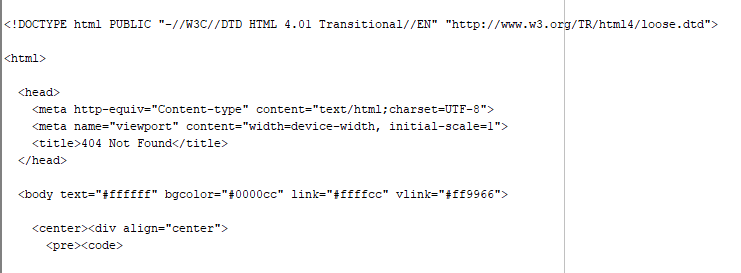 <!DOCTYPE html PUBLIC "-//W3C//DTD HTML 4.01 Transitional//EN" "http://www.w3.org/TR/html4/loose.dtd">
<html>
<head>
<meta http-equiv="Content-type" content="text/html;charset=UTF-8">
<meta name="viewport" content="width=device-width, initial-scale=1">
<title>404 Not Found</title>
</head>
<body text="#ffffff" bgcolor="#0000cc" link="#ffffcc" vlink="#ff9966">
<center><div align="center">
<pre><code>